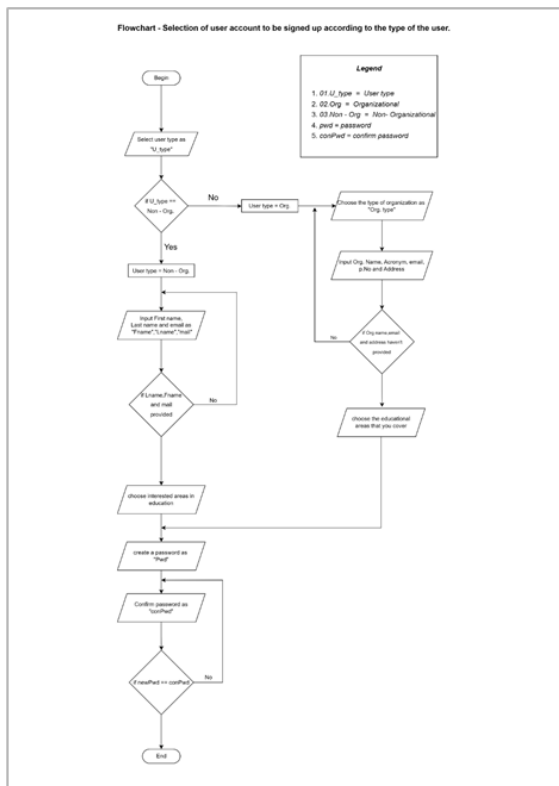 Flowchart - Selection of user account to be signed up according to the type of the user.
Legend
1. 01.U_type = User type
2. 02.Org = Organizational
3. 03.Non - Org = Non- Organizational
4. pwd = password
5. conPwd = confirm password
Begin
Select user type as
"U_type"
if U_type ==
Non - Org.
No
User type = Org.
Choose the type of organization as
"Org. type"
Yes
User type = Non - Org.
Input Org. Name, Acronym, email,
p.No and Address
Input First name,
Last name and email as
"Fname","Lname","mail"
if Org name,email
and address haven't
provided
No
if Lname,Fname
and mail
provided
No
choose the educational
areas that you cover
choose interested areas in
education
create a password as
"Pwd"
Confirm password as
"conPwd"
if newPwd == conPwd
No
End